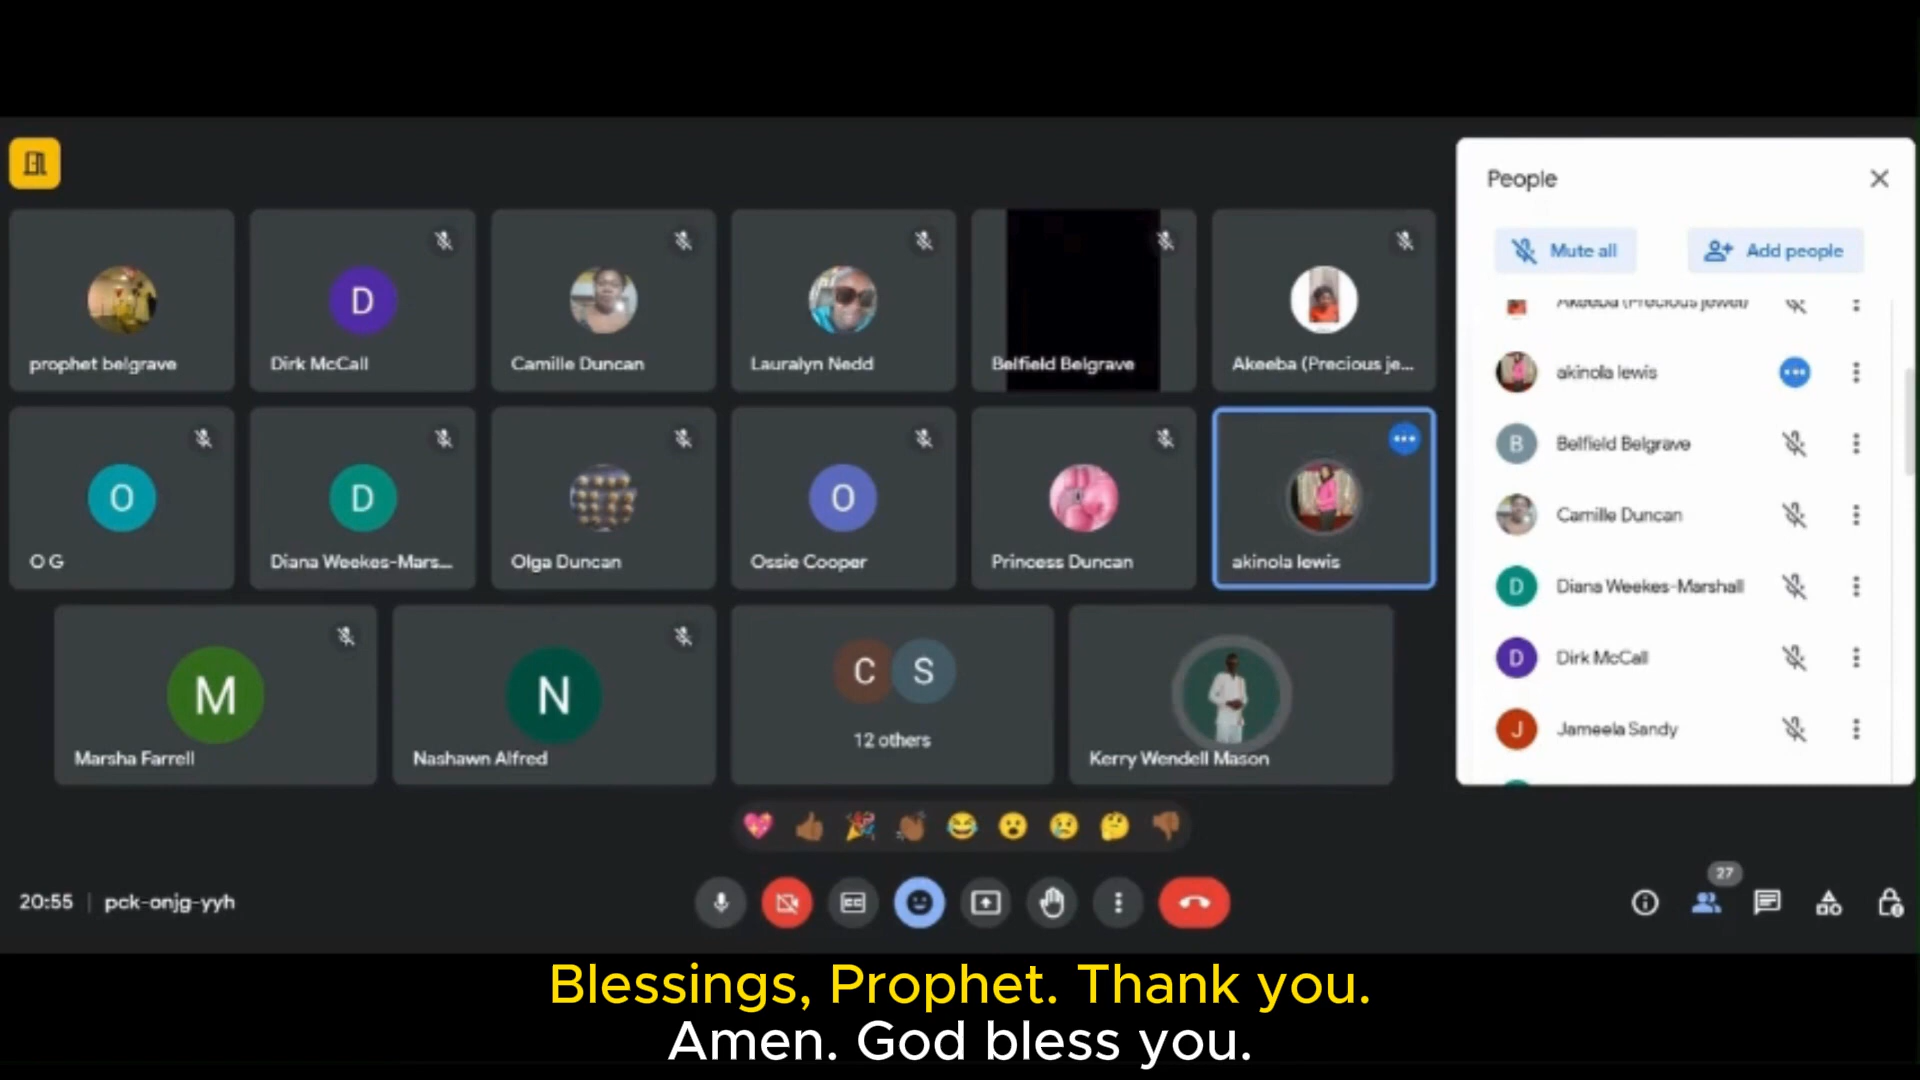 People
Mute all
Add people
prophet belgrave
Dirk McCall
Camille Duncan
Lauralyn Nedd
Belfield Belgrave
Akeeba (Precious je...
O
O G
D
Diana Weekes-Mars...
Olga Duncan
O
Ossie Cooper
Princess Duncan
akinola lewis
M
Marsha Farrell
N
Nashawn Alfred
C S
12 others
Kerry Wendell Mason
D
Akeeba (Precious jewel)
akinola lewis
B Belfield Belgrave
Camille Duncan
D Diana Weekes-Marshall
D Dirk McCall
J Jameela Sandy
20:55 | pck-onjg-yyh
27
Blessings, Prophet. Thank you.
Amen. God bless you.